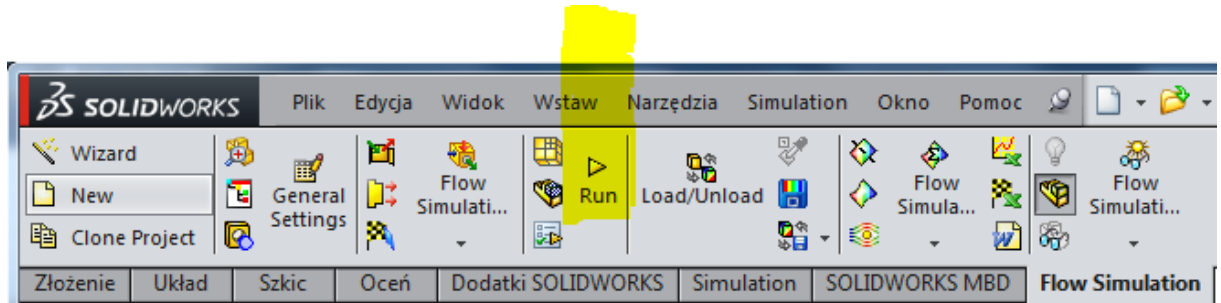 SOLIDWORKS Plik Edycja Widok Wstaw Narzędzia Simulation Okno Pomoc
Wizard
New
Clone Project
General
Settings
Flow
Simulati...
Run
Load/Unload
Flow
Simula...
Flow
Simulati...
Złożenie Układ Szkic Oceń Dodatki SOLIDWORKS Simulation SOLIDWORKS MBD Flow Simulation